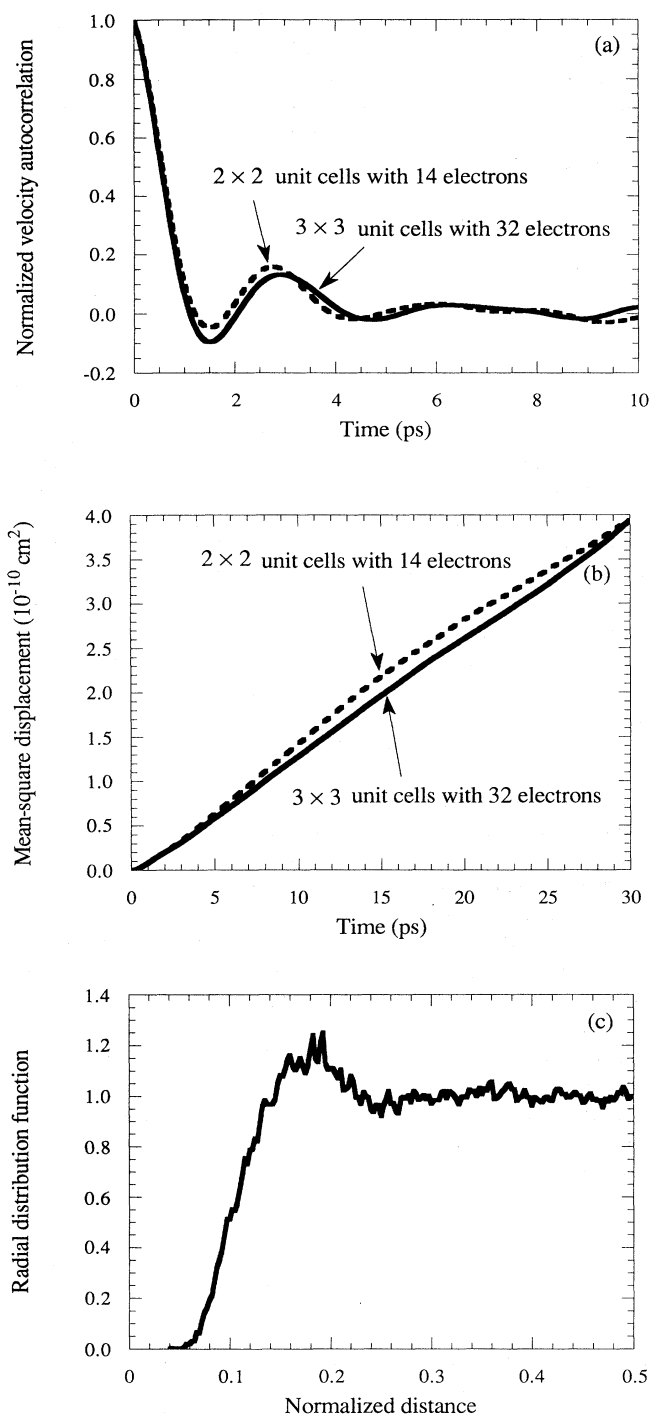 (a)
Normalized velocity autocorrelation
1.0
0.8
0.6
0.4
0.2
0.0
-0.2
2 × 2 unit cells with 14 electrons
3 × 3 unit cells with 32 electrons
0 2 4 6 8 10
Time (ps)
Mean-square displacement (10⁻¹⁰ cm²)
4.0
3.5
3.0
2.5
2.0
1.5
1.0
0.5
0.0
2 × 2 unit cells with 14 electrons
(b)
3 × 3 unit cells with 32 electrons
0 5 10 15 20 25 30
Time (ps)
Radial distribution function
1.4
1.2
1.0
0.8
0.6
0.4
0.2
0.0
(c)
0 0.1 0.2 0.3 0.4 0.5
Normalized distance